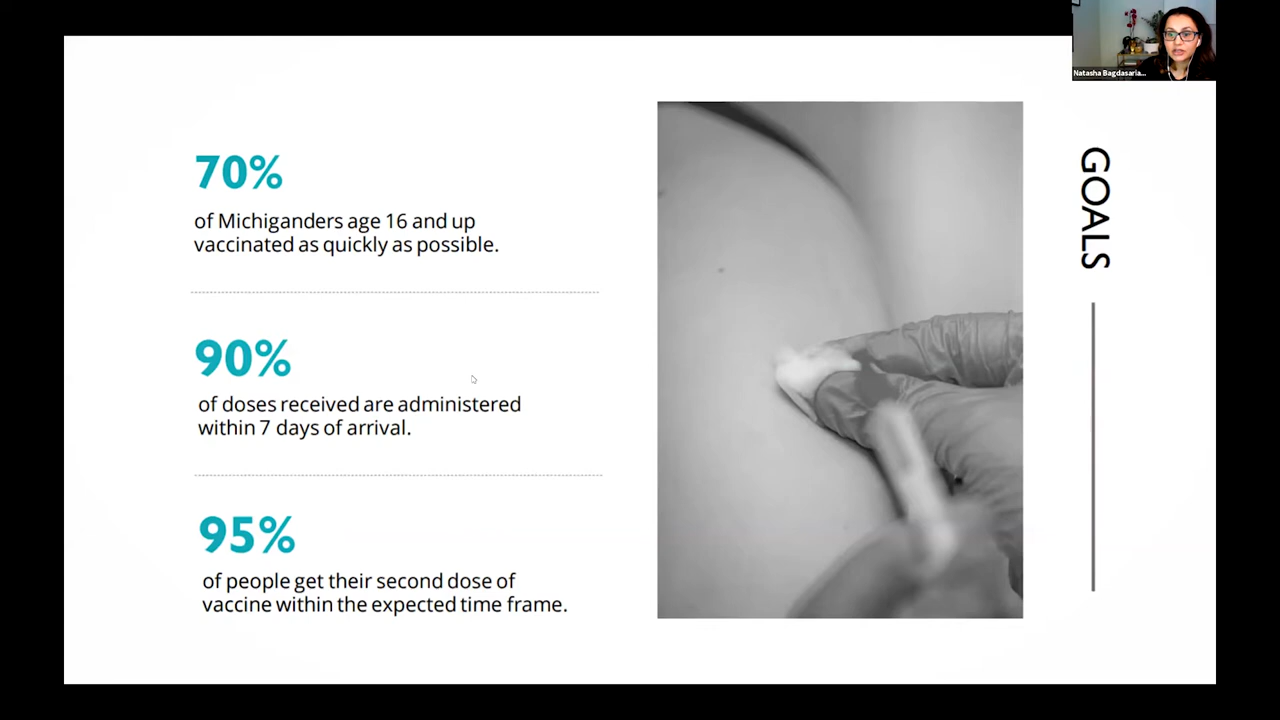 Natasha Bagdasaria...
70%
of Michiganders age 16 and up
vaccinated as quickly as possible.
90%
of doses received are administered
within 7 days of arrival.
95%
of people get their second dose of
vaccine within the expected time frame.
GOALS